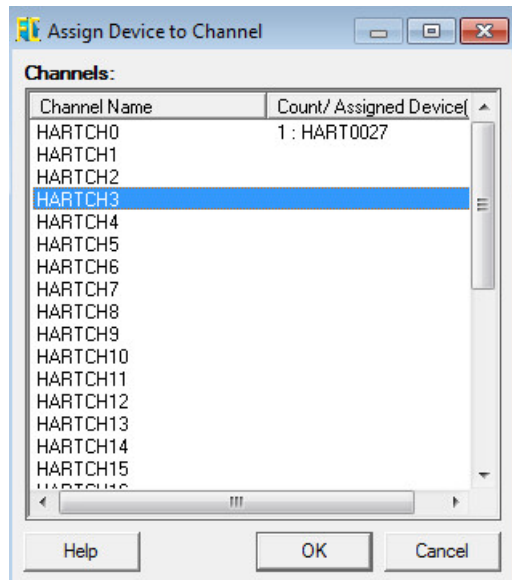 Assign Device to Channel
Channels:
Channel Name Count/ Assigned Device(
HARTCH0 1 : HART0027
HARTCH1
HARTCH2
HARTCH3
HARTCH4
HARTCH5
HARTCH6
HARTCH7
HARTCH8
HARTCH9
HARTCH10
HARTCH11
HARTCH12
HARTCH13
HARTCH14
HARTCH15
Help OK Cancel